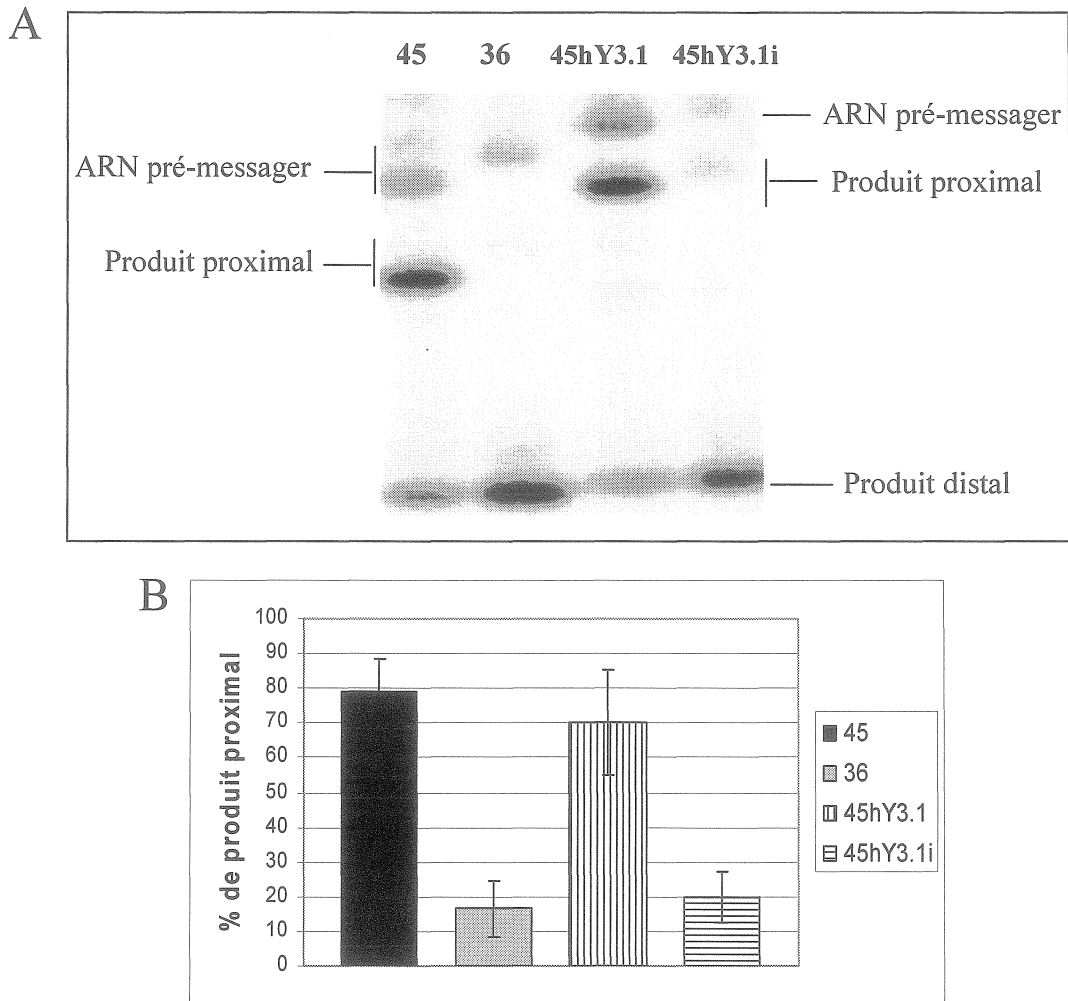 A
45 36 45hY3.1 45hY3.1i
ARN pré-messager
ARN pré-messager
Produit proximal
Produit proximal
Produit distal
B
% de produit proximal
100
90
80
70
60
50
40
30
20
10
0
45
36
45hY3.1
45hY3.1i